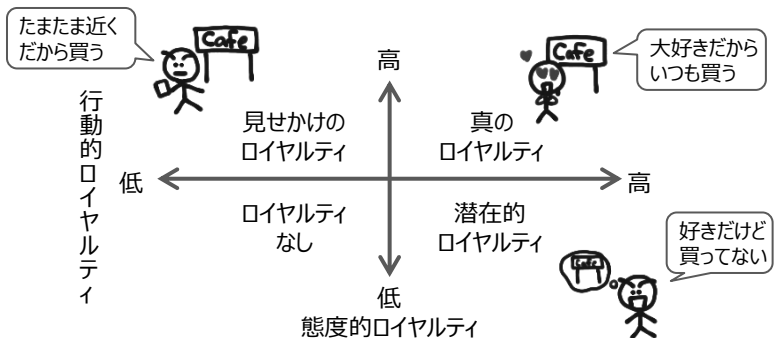 たまたま近く
だから買う
Cafe
高
Cafe
大好きだから
いつも買う
行動的ロイヤルティ
見せかけの
ロイヤルティ
真の
ロイヤルティ
低
高
ロイヤルティ
なし
潜在的
ロイヤルティ
好きだけど
買ってない
Cafe
低
態度的ロイヤルティ